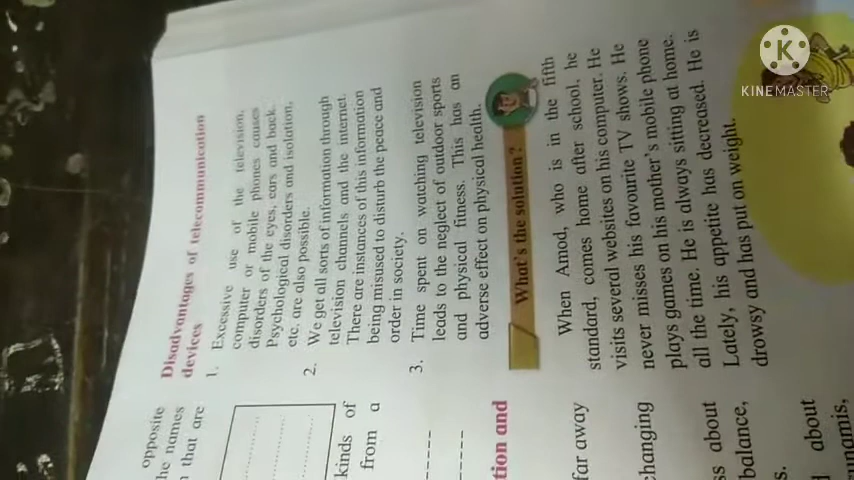 opposite
he names
that are
kinds of
from a
tion and
far away
changing
ss about
balance,
s.
about
unamis,
Disadvantages of telecommunication
devices
1. Excessive use of the television,
computer or mobile phones causes
disorders of the eyes, ears and back.
Psychological disorders and isolation,
etc. are also possible.
2. We get all sorts of information through
television channels and the internet.
There are instances of this information
being misused to disturb the peace and
order in society.
3. Time spent on watching television
leads to the neglect of outdoor sports
and physical fitness. This has an
adverse effect on physical health.
What's the solution?
When Amod, who is in the fifth
standard, comes home after school, he
visits several websites on his computer. He
never misses his favourite TV shows. He
plays games on his mother's mobile phone
all the time. He is always sitting at home.
Lately, his appetite has decreased. He is
drowsy and has put on weight.
KINEMASTER